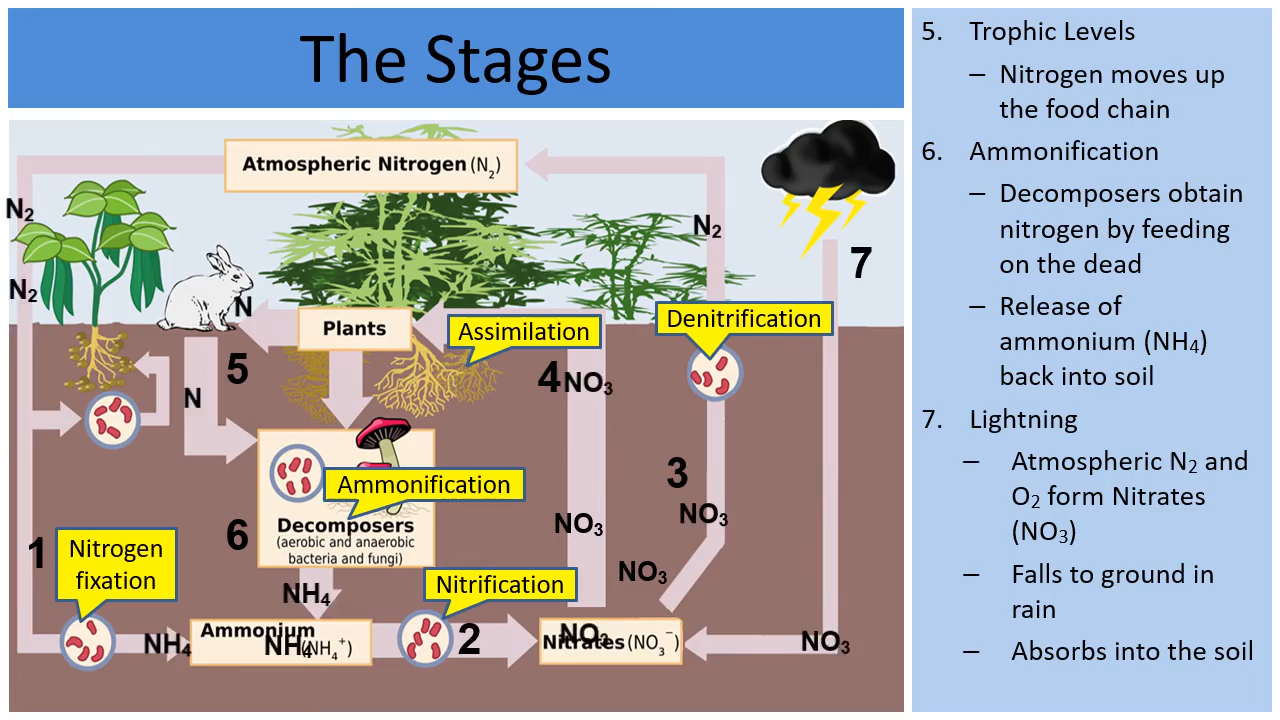 The Stages
Atmospheric Nitrogen (N₂)
N₂
N₂
N₂
7
N
Plants
Assimilation
Denitrification
5
N
4
NO₃
3
Ammonification
Decomposers
(aerobic and anaerobic
bacteria and fungi)
6
NO₃
NO₃
NO₃
1
Nitrogen
fixation
NH₄
Nitrification
NH₄
Ammonium
(NH₄⁺)
NH₄
2
NO₃
Nitrates (NO₃⁻)
NO₃
5. Trophic Levels
– Nitrogen moves up
the food chain
6. Ammonification
– Decomposers obtain
nitrogen by feeding
on the dead
– Release of
ammonium (NH₄)
back into soil
7. Lightning
– Atmospheric N₂ and
O₂ form Nitrates
(NO₃)
– Falls to ground in
rain
– Absorbs into the soil